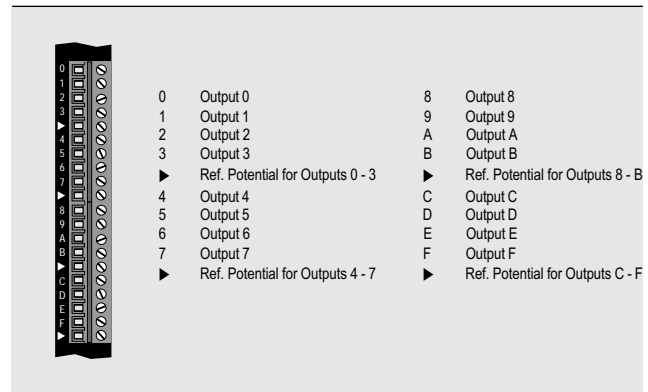 0
1
2
3
▶
4
5
6
7
▶
8
9
A
B
▶
C
D
E
F
▶
0 Output 0
1 Output 1
2 Output 2
3 Output 3
▶ Ref. Potential for Outputs 0 - 3
4 Output 4
5 Output 5
6 Output 6
7 Output 7
▶ Ref. Potential for Outputs 4 - 7
8 Output 8
9 Output 9
A Output A
B Output B
▶ Ref. Potential for Outputs 8 - B
C Output C
D Output D
E Output E
F Output F
▶ Ref. Potential for Outputs C - F